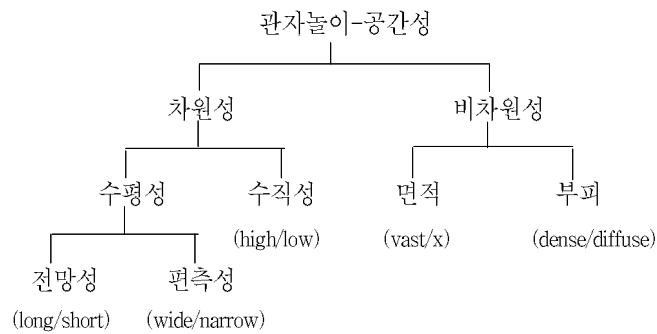 관자놀이-공간성
차원성 비차원성
수평성 수직성 면적 부피
(high/low) (vast/x) (dense/diffuse)
전망성 편측성
(long/short) (wide/narrow)